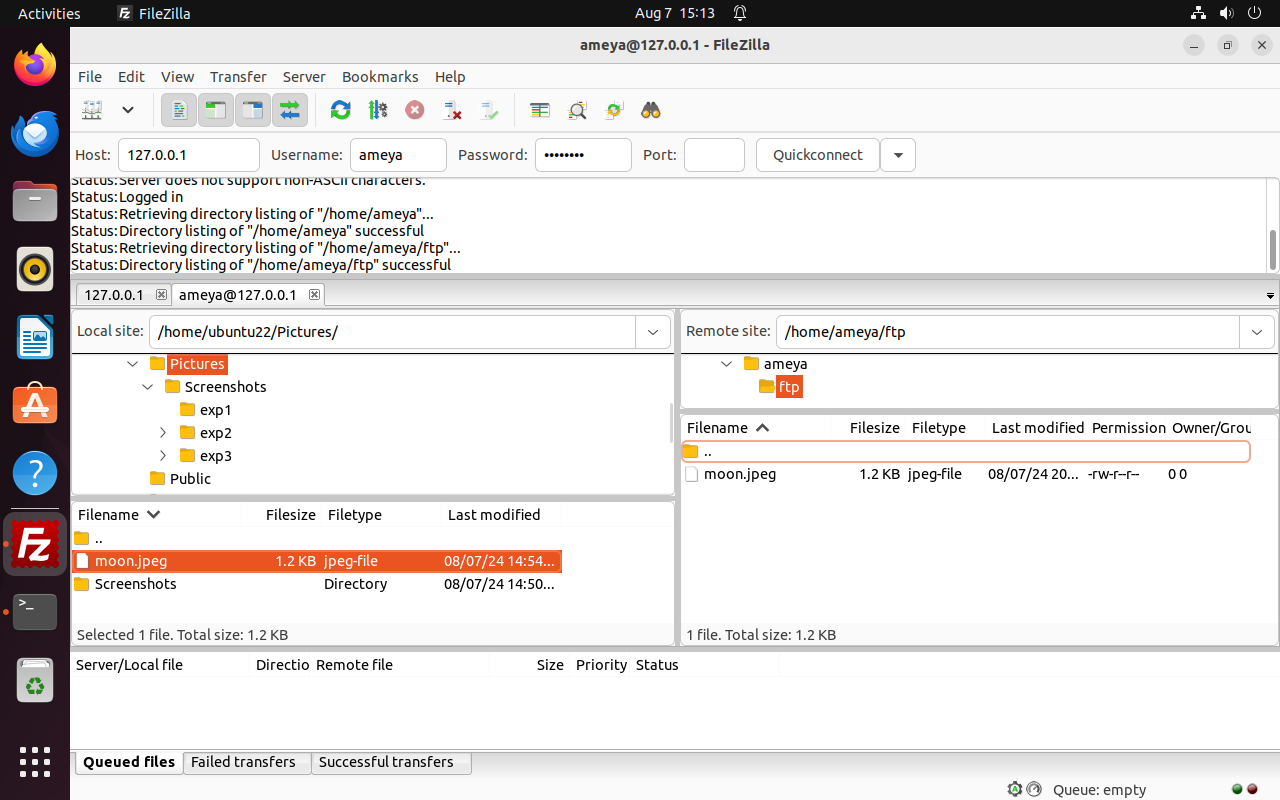 Activities FileZilla Aug 7 15:13
ameya@127.0.0.1 - FileZilla
File Edit View Transfer Server Bookmarks Help
Host: 127.0.0.1 Username: ameya Password: •••••••• Port: Quickconnect
Status: Server does not support non-ASCII characters.
Status: Logged in
Status: Retrieving directory listing of "/home/ameya"...
Status: Directory listing of "/home/ameya" successful
Status: Retrieving directory listing of "/home/ameya/ftp"...
Status: Directory listing of "/home/ameya/ftp" successful
127.0.0.1 ameya@127.0.0.1
Local site: /home/ubuntu22/Pictures/
Pictures
Screenshots
exp1
exp2
exp3
Public
Filename Filesize Filetype Last modified
..
moon.jpeg 1.2 KB jpeg-file 08/07/24 14:54...
Screenshots Directory 08/07/24 14:50...
Selected 1 file. Total size: 1.2 KB
Remote site: /home/ameya/ftp
ameya
ftp
Filename Filesize Filetype Last modified Permission Owner/Grou
..
moon.jpeg 1.2 KB jpeg-file 08/07/24 20... -rw-r--r-- 0 0
1 file. Total size: 1.2 KB
Server/Local file Directio Remote file Size Priority Status
Queued files Failed transfers Successful transfers
Queue: empty